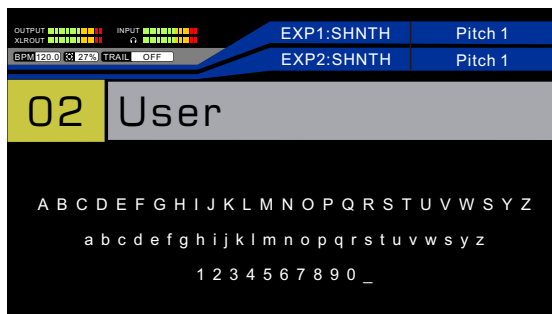 OUTPUT INPUT EXP1:SHNTH Pitch 1
XLROUT
BPM 120.0 27% TRAIL OFF EXP2:SHNTH Pitch 1
02 User
A B C D E F G H I J K L M N O P Q R S T U V W S Y Z
a b c d e f g h i j k l m n o p q r s t u v w s y z
1 2 3 4 5 6 7 8 9 0 _